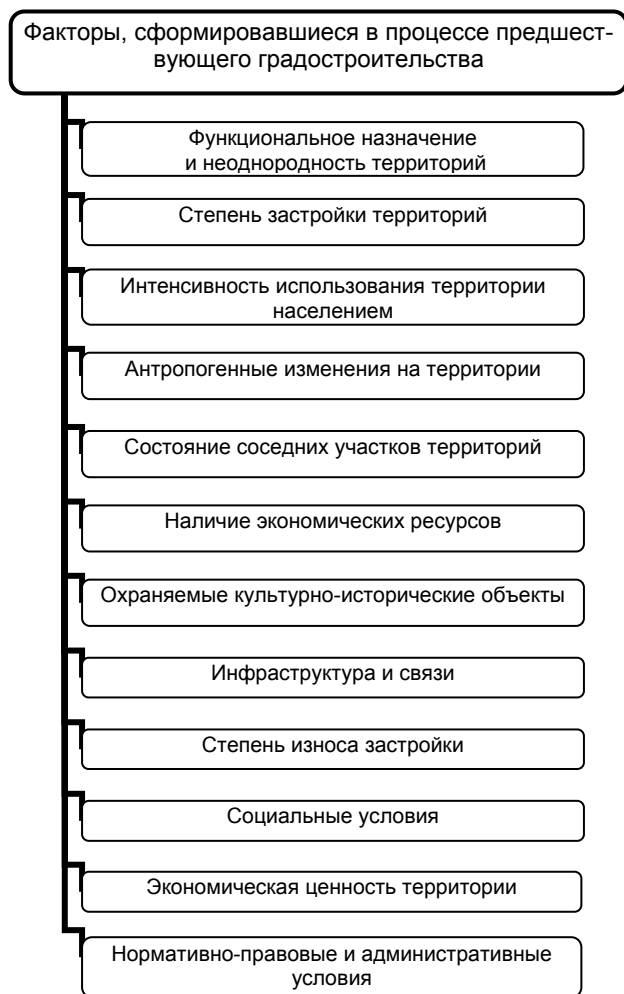 Факторы, сформировавшиеся в процессе предшест-
вующего градостроительства
Функциональное назначение
и неоднородность территорий
Степень застройки территорий
Интенсивность использования территории
населением
Антропогенные изменения на территории
Состояние соседних участков территорий
Наличие экономических ресурсов
Охраняемые культурно-исторические объекты
Инфраструктура и связи
Степень износа застройки
Социальные условия
Экономическая ценность территории
Нормативно-правовые и административные
условия